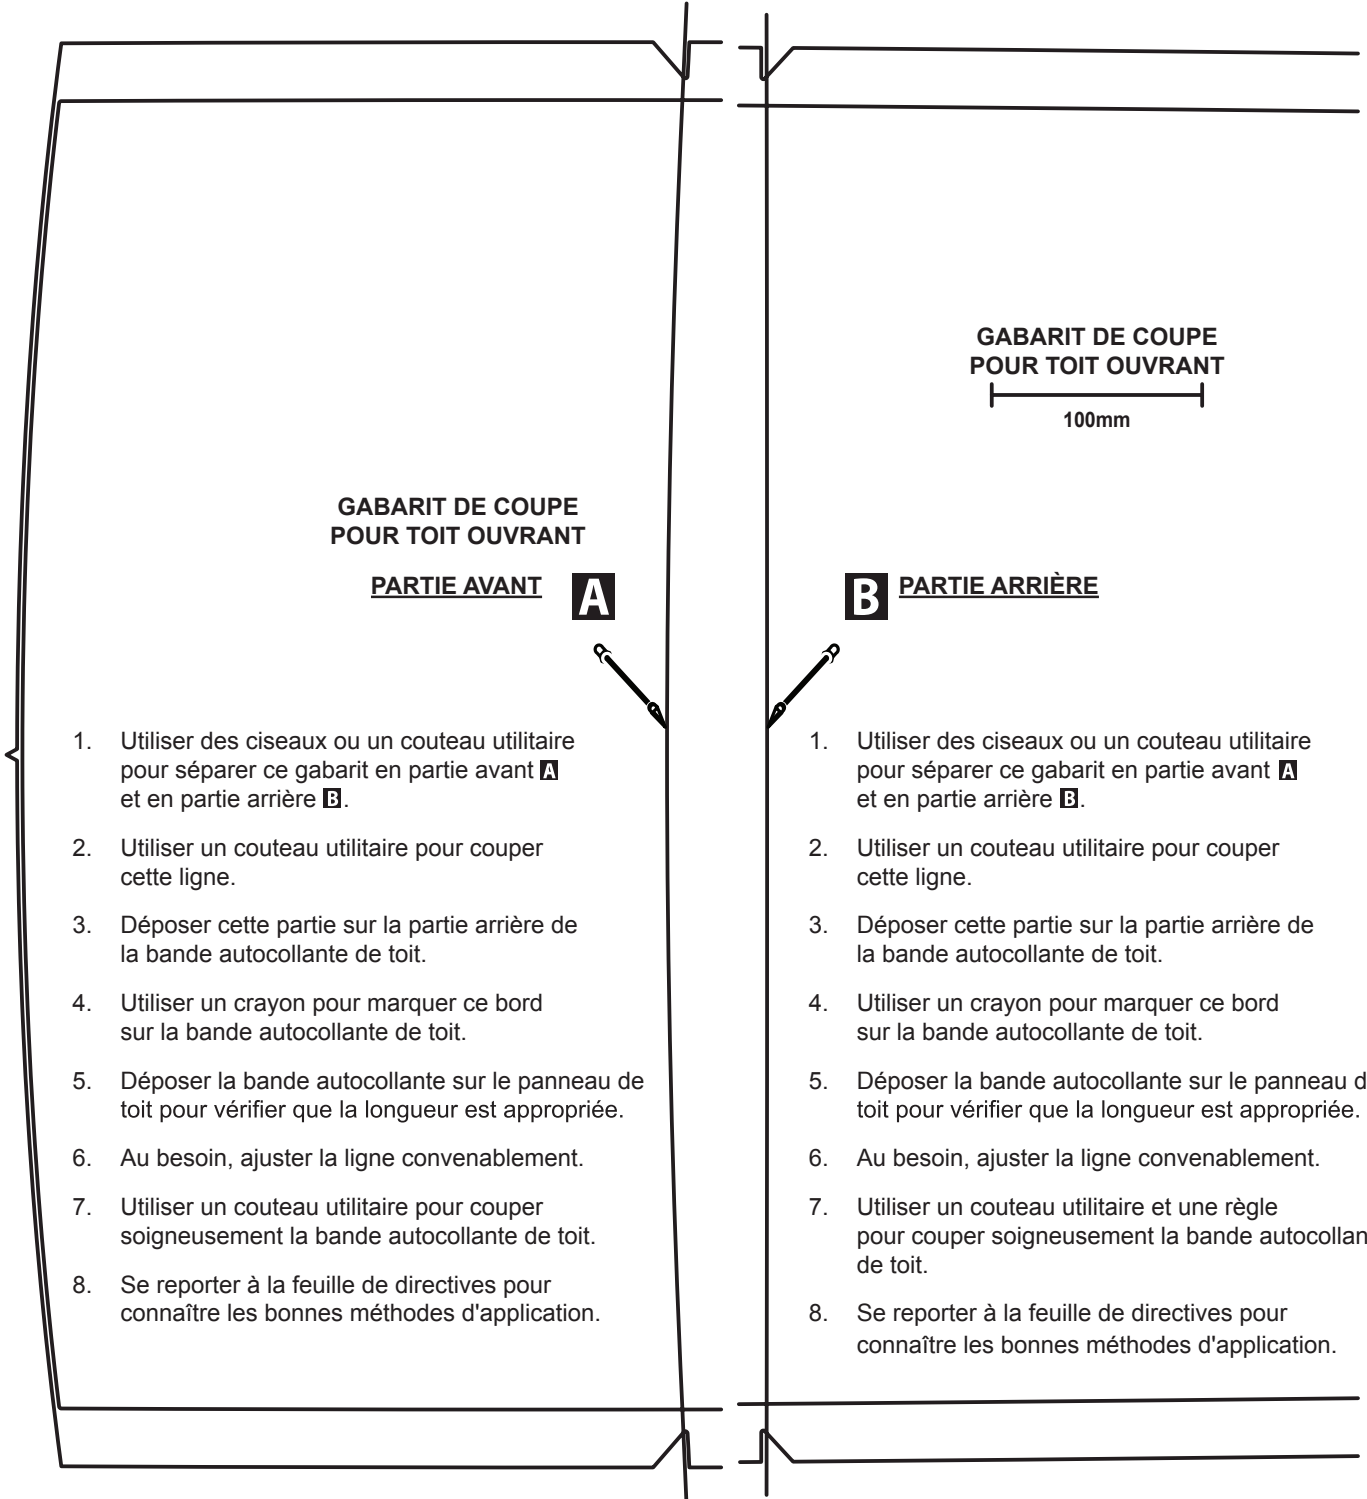 GABARIT DE COUPE
POUR TOIT OUVRANT
PARTIE AVANT A
1. Utiliser des ciseaux ou un couteau utilitaire
pour séparer ce gabarit en partie avant A
et en partie arrière B.
2. Utiliser un couteau utilitaire pour couper
cette ligne.
3. Déposer cette partie sur la partie arrière de
la bande autocollante de toit.
4. Utiliser un crayon pour marquer ce bord
sur la bande autocollante de toit.
5. Déposer la bande autocollante sur le panneau de
toit pour vérifier que la longueur est appropriée.
6. Au besoin, ajuster la ligne convenablement.
7. Utiliser un couteau utilitaire pour couper
soigneusement la bande autocollante de toit.
8. Se reporter à la feuille de directives pour
connaître les bonnes méthodes d'application.
GABARIT DE COUPE
POUR TOIT OUVRANT
100mm
B PARTIE ARRIÈRE
1. Utiliser des ciseaux ou un couteau utilitaire
pour séparer ce gabarit en partie avant A
et en partie arrière B.
2. Utiliser un couteau utilitaire pour couper
cette ligne.
3. Déposer cette partie sur la partie arrière de
la bande autocollante de toit.
4. Utiliser un crayon pour marquer ce bord
sur la bande autocollante de toit.
5. Déposer la bande autocollante sur le panneau d
toit pour vérifier que la longueur est appropriée.
6. Au besoin, ajuster la ligne convenablement.
7. Utiliser un couteau utilitaire et une règle
pour couper soigneusement la bande autocollan
de toit.
8. Se reporter à la feuille de directives pour
connaître les bonnes méthodes d'application.